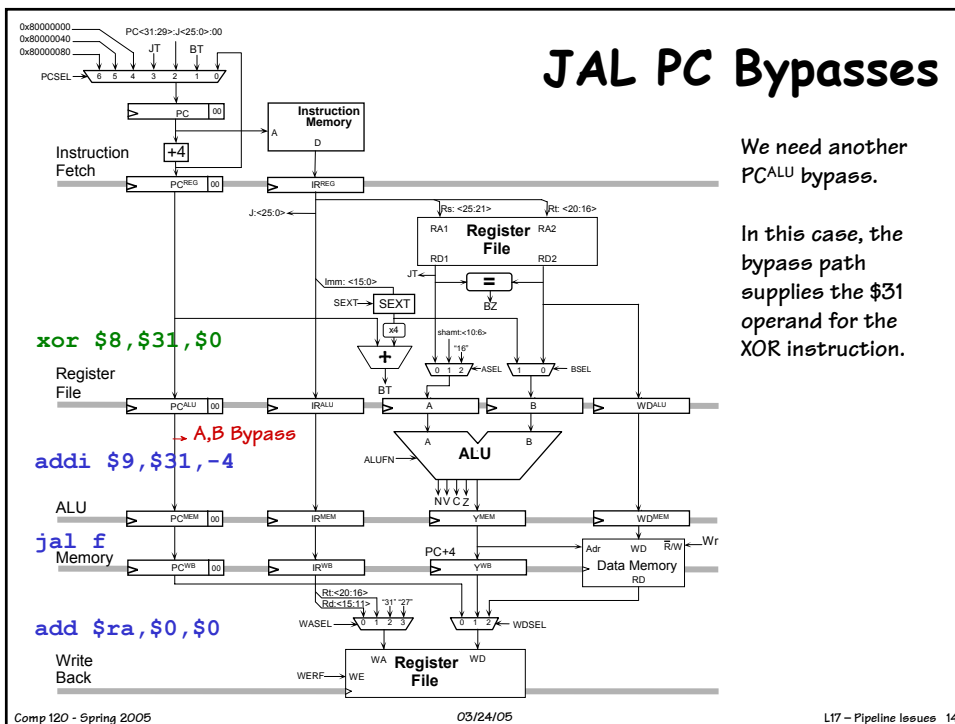 JAL PC Bypasses
0x80000000
0x80000040
0x80000080
PC<31:29>:J<25:0>:00
JT
BT
PCSEL
6 5 4 3 2 1 0
PC 00
Instruction
Memory
A
D
+4
Instruction
Fetch
PCREG 00
IRREG
We need another
PCALU bypass.
In this case, the
bypass path
supplies the $31
operand for the
XOR instruction.
J:<25:0>
Rs: <25:21>
Rt: <20:16>
RA1
RA2
Register
File
RD1
RD2
JT
=
BZ
Imm: <15:0>
SEXT
SEXT
x4
shamt:<10:6>
"16"
+
BT
0 1 2
ASEL
1 0
BSEL
xor $8,$31,$0
Register
File
PCALU 00
IRALU
A
B
WDALU
A,B Bypass
A
B
ALU
ALUFN
addi $9,$31,-4
N V C Z
ALU
PCMEM 00
IRMEM
YMEM
WDMEM
jal f
Memory
PC+4
Adr
WD
R/W
Wr
Data Memory
RD
PCWB 00
IRWB
YWB
Rt:<20:16>
Rd:<15:11>
"31" "27"
WASEL
0 1 2 3
0 1 2
WDSEL
add $ra,$0,$0
Write
Back
WA
WD
Register
File
WERF
WE
Comp 120 - Spring 2005
03/24/05
L17 – Pipeline Issues 14